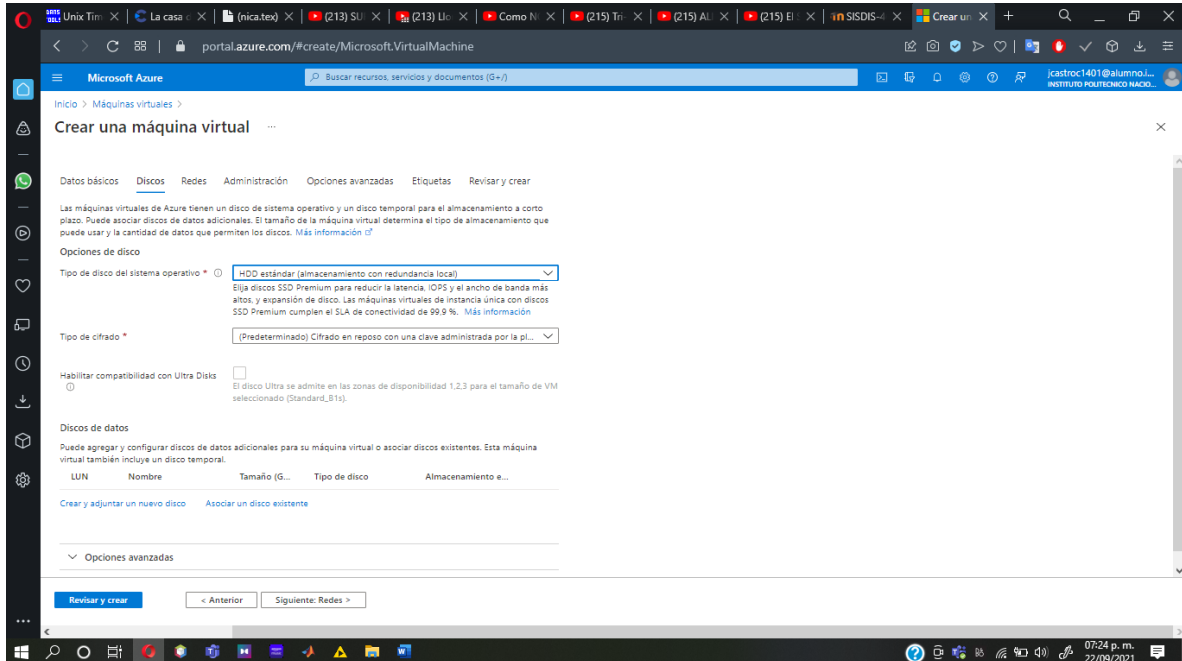 Unix Tim
La casa d
(nica.tex)
(213) SU
(213) Llo
Como N
(215) Tri-
(215) AL
(215) El
SISDIS-4
Crear un
portal.azure.com/#create/Microsoft.VirtualMachine
Microsoft Azure
Buscar recursos, servicios y documentos (G+/)
jcastroc1401@alumno.i...
INSTITUTO POLITECNICO NACIO...
Inicio > Máquinas virtuales >
Crear una máquina virtual ...
Datos básicos Discos Redes Administración Opciones avanzadas Etiquetas Revisar y crear
Las máquinas virtuales de Azure tienen un disco de sistema operativo y un disco temporal para el almacenamiento a corto
plazo. Puede asociar discos de datos adicionales. El tamaño de la máquina virtual determina el tipo de almacenamiento que
puede usar y la cantidad de datos que permiten los discos. Más información
Opciones de disco
Tipo de disco del sistema operativo *
HDD estándar (almacenamiento con redundancia local)
Elija discos SSD Premium para reducir la latencia, IOPS y el ancho de banda más
altos, y expansión de disco. Las máquinas virtuales de instancia única con discos
SSD Premium cumplen el SLA de conectividad de 99.9 %. Más información
Tipo de cifrado *
(Predeterminado) Cifrado en reposo con una clave administrada por la pl...
Habilitar compatibilidad con Ultra Disks
El disco Ultra se admite en las zonas de disponibilidad 1,2,3 para el tamaño de VM
seleccionado (Standard_B1s).
Discos de datos
Puede agregar y configurar discos de datos adicionales para su máquina virtual o asociar discos existentes. Esta máquina
virtual también incluye un disco temporal.
LUN Nombre Tamaño (G... Tipo de disco Almacenamiento e...
Crear y adjuntar un nuevo disco Asociar un disco existente
Opciones avanzadas
Revisar y crear
< Anterior
Siguiente: Redes >
07:24 p. m.
22/09/2021